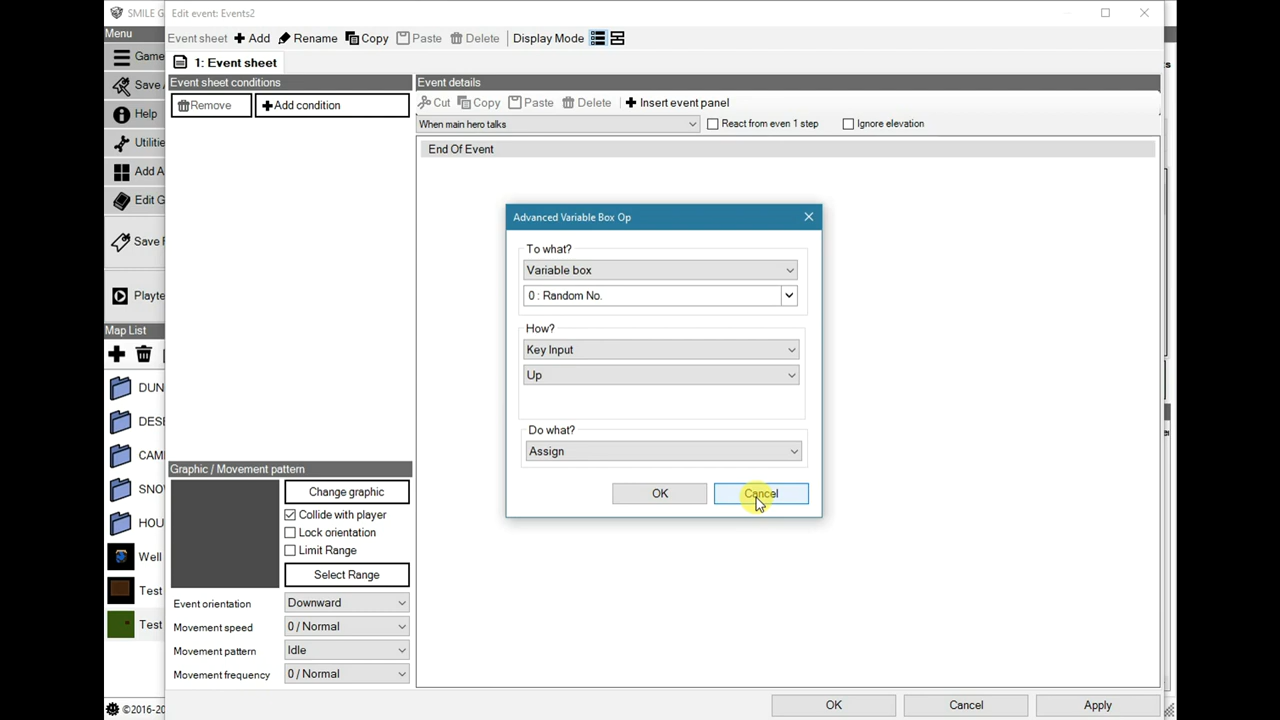 SMILE G
Edit event: Events2
Menu
Event sheet Add Rename Copy Paste Delete Display Mode
Game
1: Event sheet
Save
Event sheet conditions
Event details
Remove Add condition
Cut Copy Paste Delete Insert event panel
Help
When main hero talks React from even 1 step Ignore elevation
Utilitie
End Of Event
Add A
Edit G
Save
Playte
Map List
Advanced Variable Box Op
To what?
Variable box
0 : Random No.
How?
Key Input
Up
Do what?
Assign
OK Cancel
DUN
DESE
CAM
SNO
HOU
Well
Test
Test
Graphic / Movement pattern
Change graphic
Collide with player
Lock orientation
Limit Range
Select Range
Event orientation Downward
Movement speed 0 / Normal
Movement pattern Idle
Movement frequency 0 / Normal
©2016-20
OK Cancel Apply